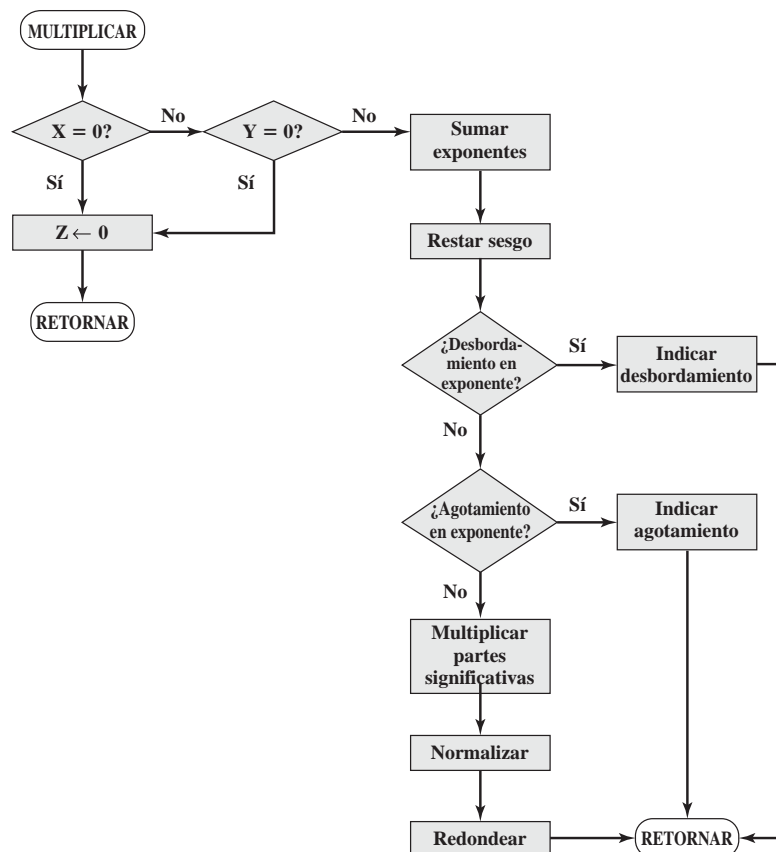 MULTIPLICAR
X = 0?
No
Y = 0?
No
Sumar
exponentes
Sí
Sí
Z ← 0
Restar sesgo
RETORNAR
¿Desborda-
miento en
exponente?
Sí
Indicar
desbordamiento
No
¿Agotamiento
en exponente?
Sí
Indicar
agotamiento
No
Multiplicar
partes
significativas
Normalizar
Redondear
RETORNAR